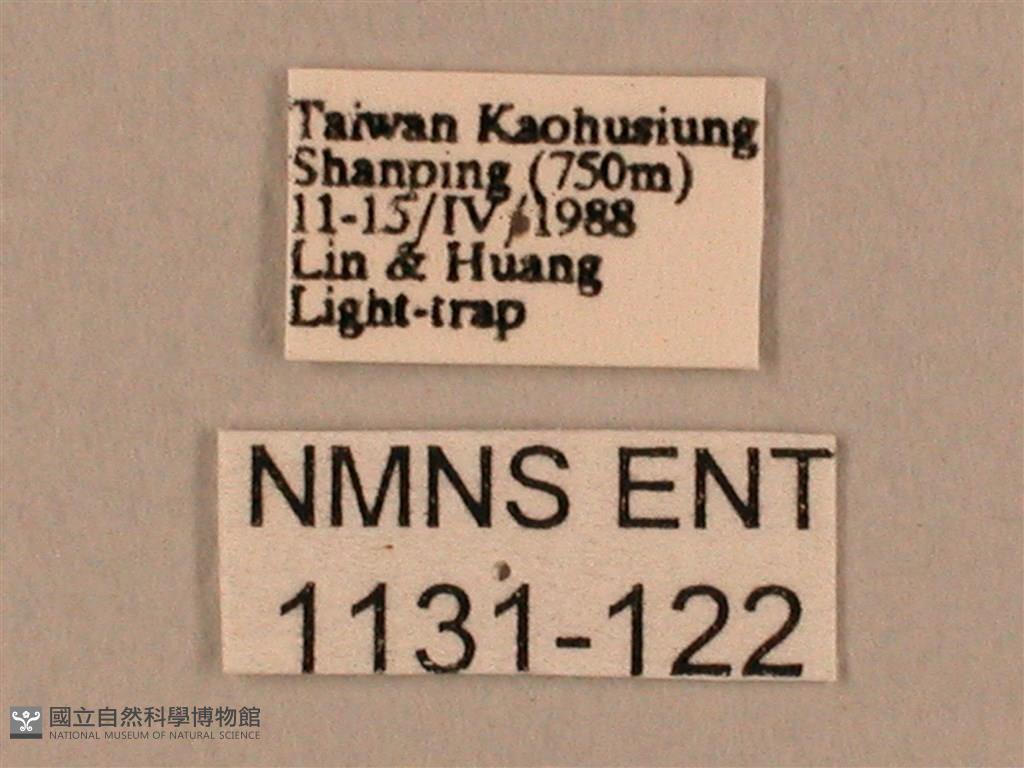 Taiwan Kaohusiung
Shanping (750m)
11-15/IV/1988
Lin & Huang
Light-trap
NMNS ENT
1131-122
國立自然科學博物館
NATIONAL MUSEUM OF NATURAL SCIENCE